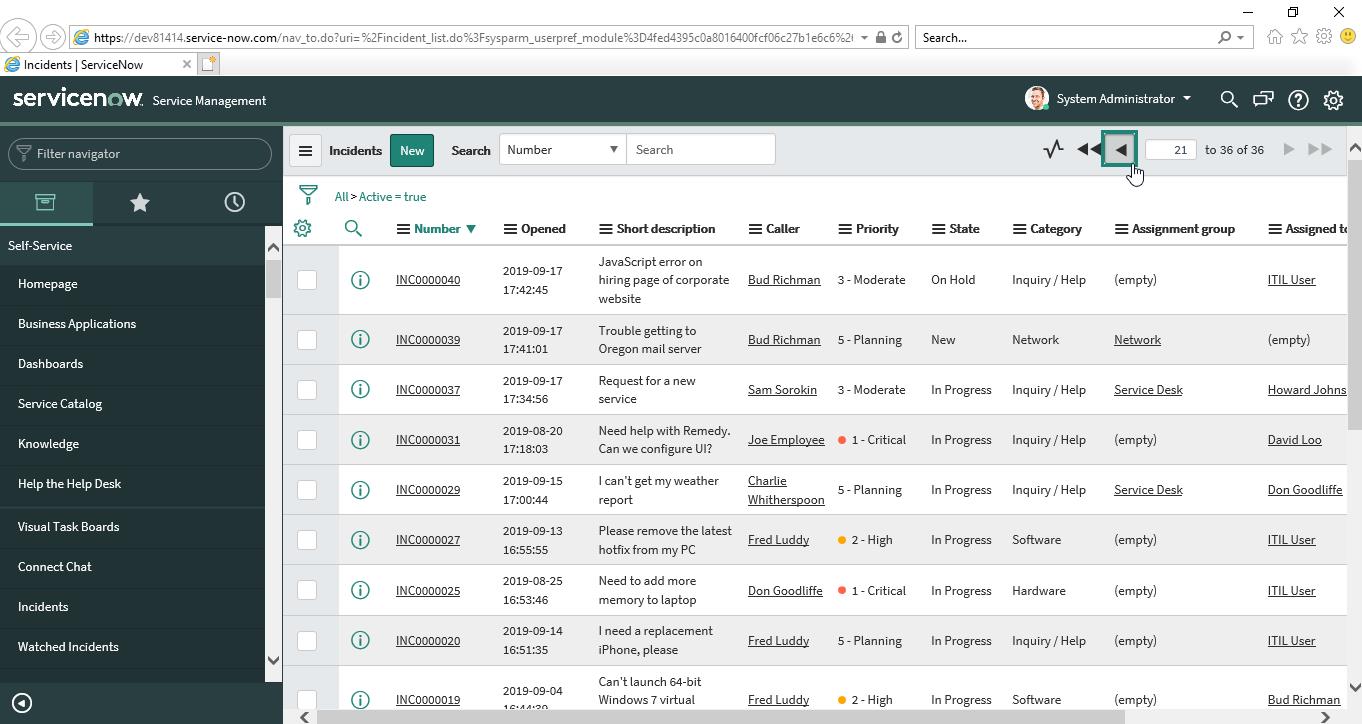 https://dev81414.service-now.com/nav_to.do?uri=%2Fincident_list.do%3Fsysparm_userpref_module%3D4fed4395c0a8016400fcf06c27b1e6c6%2
Search...
Incidents | ServiceNow
servicenow. Service Management
System Administrator
Filter navigator
Incidents New Search Number Search 21 to 36 of 36
All > Active = true
Number Opened Short description Caller Priority State Category Assignment group Assigned to
Self-Service
Homepage
Business Applications
Dashboards
Service Catalog
Knowledge
Help the Help Desk
Visual Task Boards
Connect Chat
Incidents
Watched Incidents
INC0000040 2019-09-17 17:42:45 JavaScript error on hiring page of corporate website Bud Richman 3 - Moderate On Hold Inquiry / Help (empty) ITIL User
INC0000039 2019-09-17 17:41:01 Trouble getting to Oregon mail server Bud Richman 5 - Planning New Network Network (empty)
INC0000037 2019-09-17 17:34:56 Request for a new service Sam Sorokin 3 - Moderate In Progress Inquiry / Help Service Desk Howard Johns
INC0000031 2019-08-20 17:18:03 Need help with Remedy. Can we configure UI? Joe Employee 1 - Critical In Progress Inquiry / Help (empty) David Loo
INC0000029 2019-09-15 17:00:44 I can't get my weather report Charlie Whitherspoon 5 - Planning In Progress Inquiry / Help Service Desk Don Goodliffe
INC0000027 2019-09-13 16:55:55 Please remove the latest hotfix from my PC Fred Luddy 2 - High In Progress Software (empty) ITIL User
INC0000025 2019-08-25 16:53:46 Need to add more memory to laptop Don Goodliffe 1 - Critical In Progress Hardware (empty) ITIL User
INC0000020 2019-09-14 16:51:35 I need a replacement iPhone, please Fred Luddy 5 - Planning In Progress Inquiry / Help (empty) ITIL User
INC0000019 2019-09-04 Can't launch 64-bit Windows 7 virtual Fred Luddy 2 - High In Progress Software (empty) Bud Richman